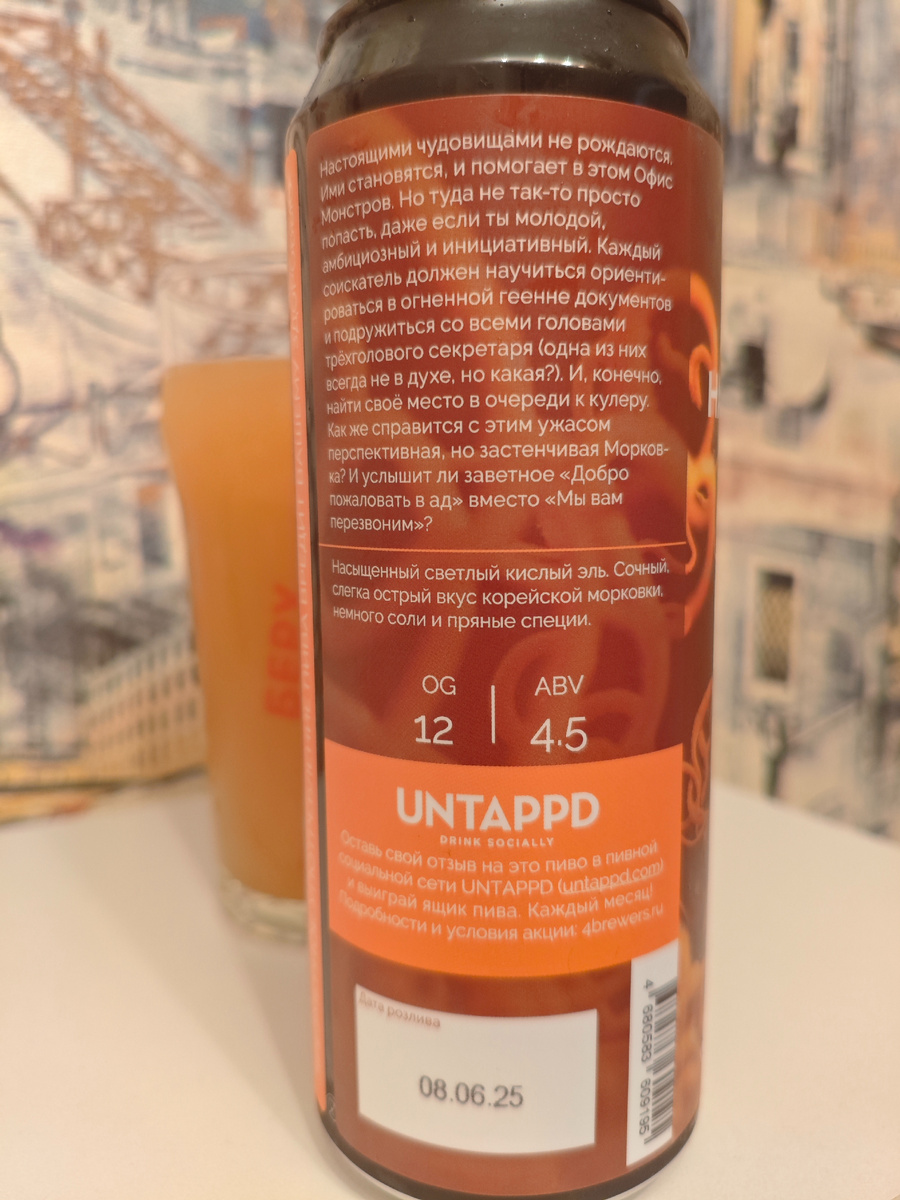 Настоящими чудовищами не рождаются.
Ими становятся, и помогает в этом Офис
Монстров. Но туда не так-то просто
попасть, даже если ты молодой,
амбициозный и инициативный. Каждый
соискатель должен научиться ориенти-
роваться в огненной геенне документов
и подружиться со всеми головами
трёхголового секретаря (одна из них
всегда не в духе, но какая?). И, конечно,
найти своё место в очереди к кулеру.
Как же справится с этим ужасом
перспективная, но застенчивая Морков-
ка? И услышит ли заветное «Добро
пожаловать в ад» вместо «Мы вам
перезвоним»?
Насыщенный светлый кислый эль. Сочный,
слегка острый вкус корейской морковки,
немного соли и пряные специи.
OG ABV
12 4.5
UNTAPPD
DRINK SOCIALLY
Оставь свой отзыв на это пиво в пивной
социальной сети UNTAPPD (untappd.com)
и выиграй ящик пива. Каждый месяц!
Подробности и условия акции: 4brewers.ru
Дата розлива
08.06.25
4 680583 609195
БЕРУ